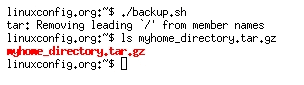 linuxconfig.org:~$ ./backup.sh
tar: Removing leading `/' from member names
linuxconfig.org:~$ ls myhome_directory.tar.gz
myhome_directory.tar.gz
linuxconfig.org:~$